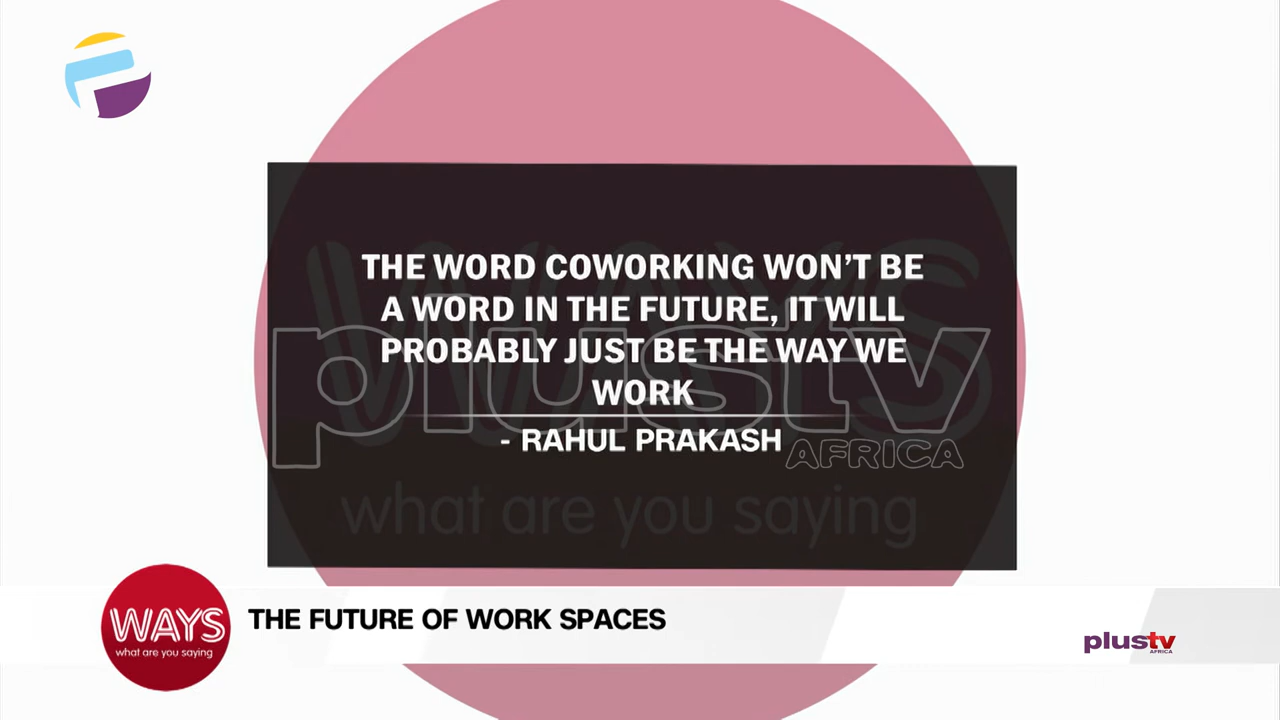 THE WORD COWORKING WON'T BE
A WORD IN THE FUTURE, IT WILL
PROBABLY JUST BE THE WAY WE
WORK
- RAHUL PRAKASH
plustv
AFRICA
WAYS
what are you saying
WAYS
what are you saying
THE FUTURE OF WORK SPACES
plustv
AFRICA